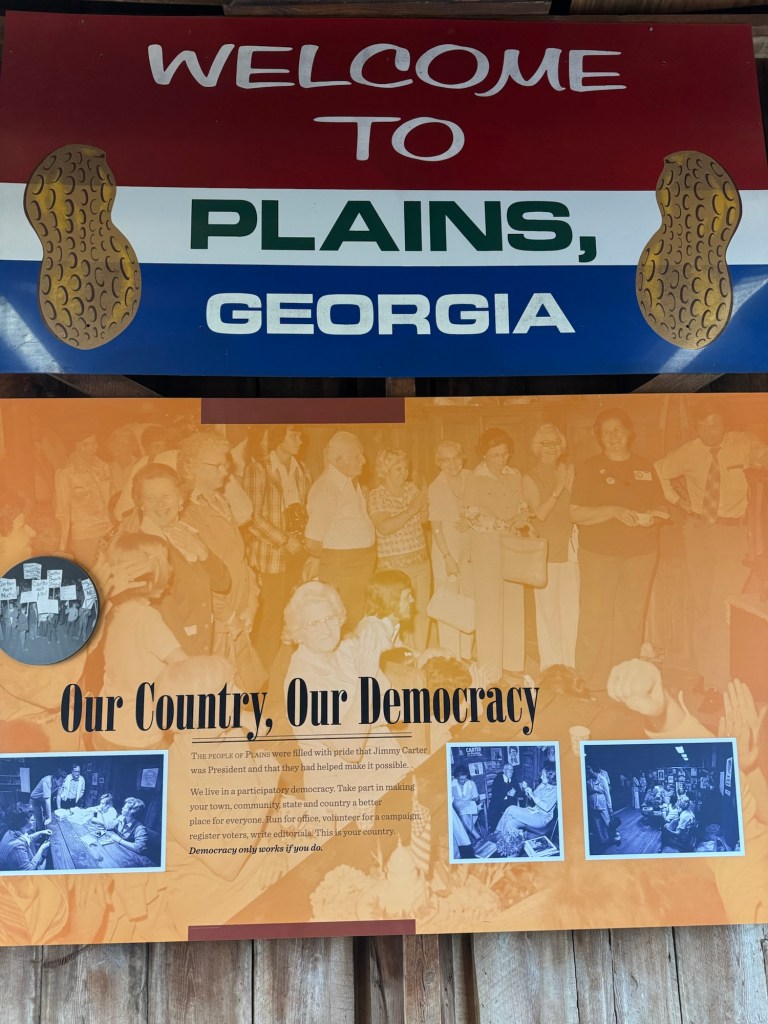 WELCOME
TO
PLAINS,
GEORGIA
Our Country, Our Democracy
The people of Plains were filled with pride that Jimmy Carter
was President and that they had helped make it possible.
We live in a participatory democracy. Take part in making
your town, community, state and country a better
place for everyone. Run for office, volunteer for a campaign,
register voters, write editorials. This is your country.
Democracy only works if you do.
CARTER